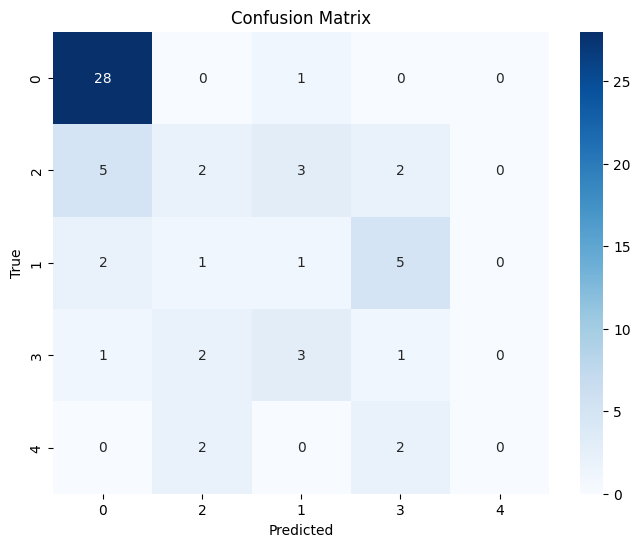 Confusion Matrix
0 28 0 1 0 0
2 5 2 3 2 0
1 2 1 1 5 0
3 1 2 3 1 0
4 0 2 0 2 0
0 2 1 3 4
Predicted
True
25
20
15
10
5
0